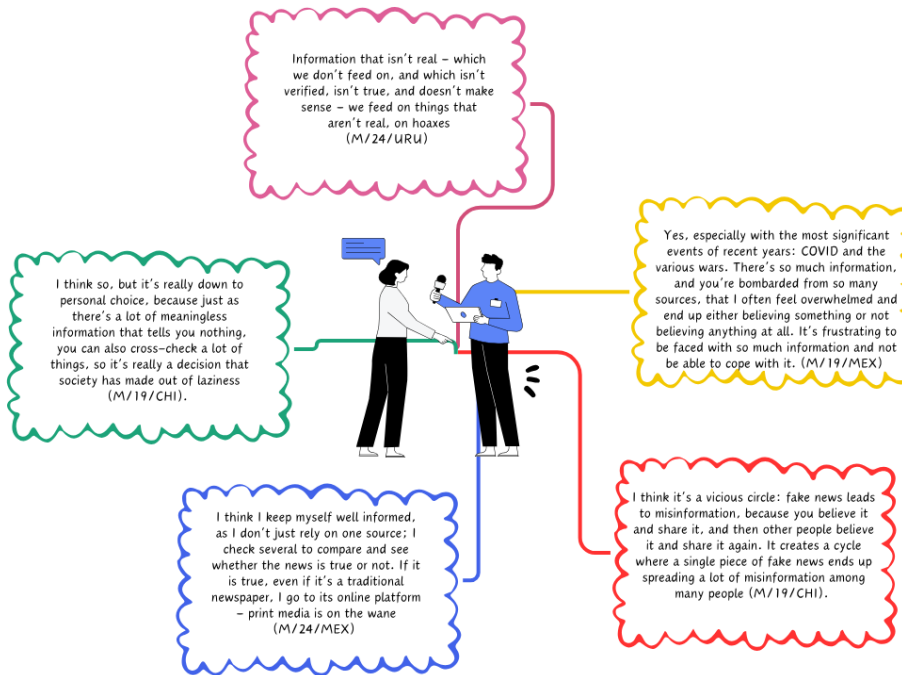 Information that isn't real – which
we don't feed on, and which isn't
verified, isn't true, and doesn't make
sense – we feed on things that
aren't real, on hoaxes
(M/24/URU)
Yes, especially with the most significant
events of recent years: COVID and the
various wars. There's so much information,
and you're bombarded from so many
sources, that I often feel overwhelmed and
end up either believing something or not
believing anything at all. It's frustrating to
be faced with so much information and not
be able to cope with it. (M/19/MEX)
I think so, but it's really down to
personal choice, because just as
there's a lot of meaningless
information that tells you nothing,
you can also cross-check a lot of
things, so it's really a decision that
society has made out of laziness
(M/19/CHI).
I think I keep myself well informed,
as I don't just rely on one source; I
check several to compare and see
whether the news is true or not. If it
is true, even if it's a traditional
newspaper, I go to its online platform
– print media is on the wane
(M/24/MEX)
I think it's a vicious circle: fake news leads
to misinformation, because you believe it
and share it, and then other people believe
it and share it again. It creates a cycle
where a single piece of fake news ends up
spreading a lot of misinformation among
many people (M/19/CHI).